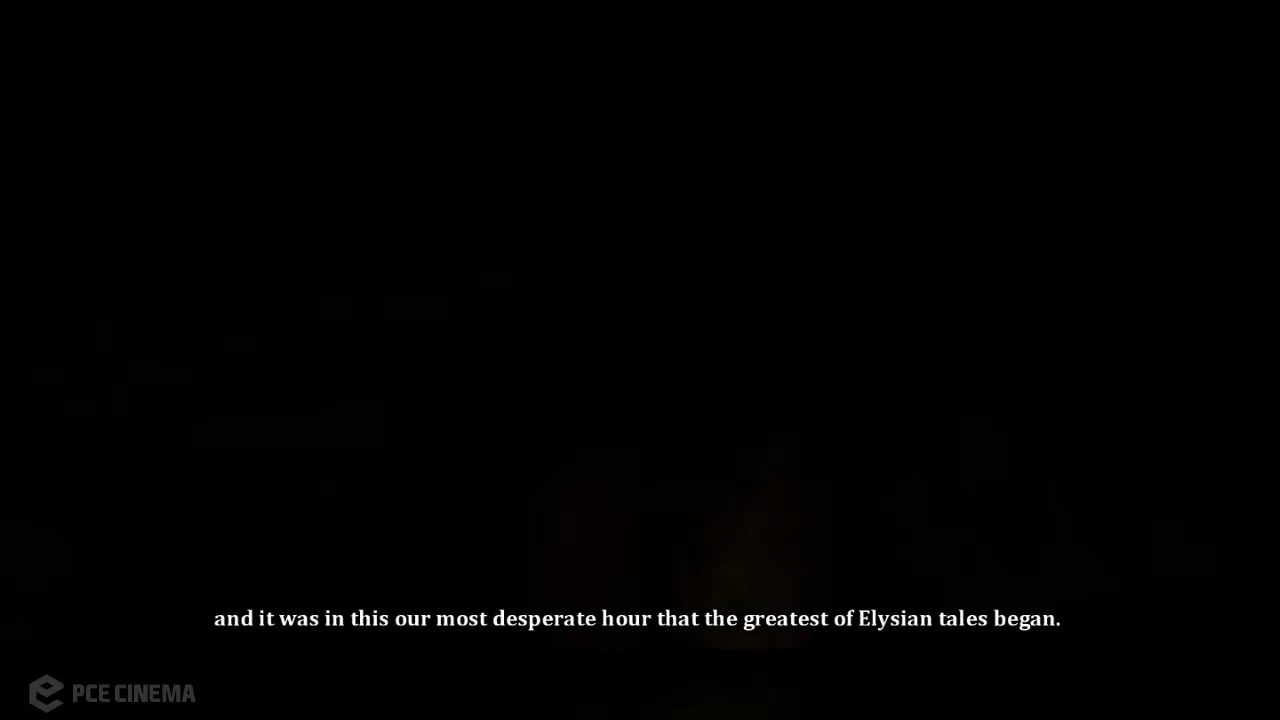 and it was in this our most desperate hour that the greatest of Elysian tales began.
PCE CINEMA